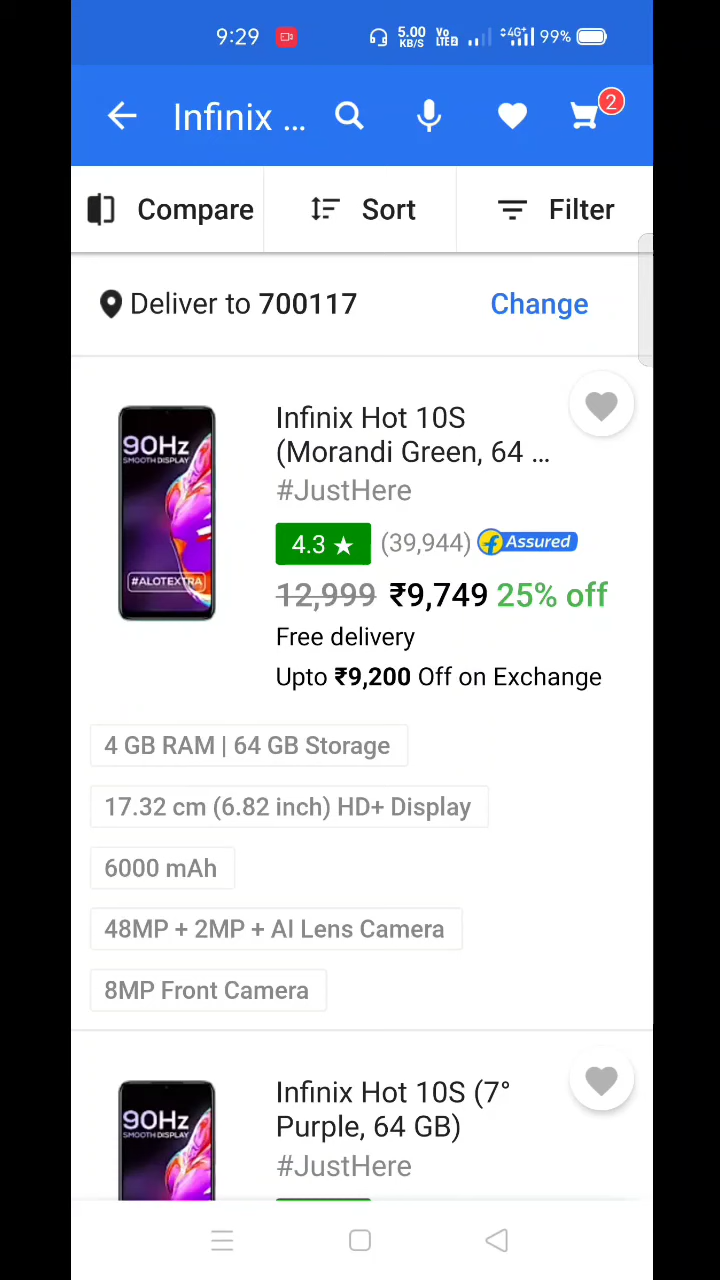 9:29 5.00 KB/S Vo LTE2 4G+ 99%
Infinix ... 2
Compare Sort Filter
Deliver to 700117 Change
Infinix Hot 10S
(Morandi Green, 64 ...
#JustHere
4.3 ★ (39,944) Assured
12,999 ₹9,749 25% off
Free delivery
Upto ₹9,200 Off on Exchange
90Hz
SMOOTH DISPLAY
#ALOTEXTRA
4 GB RAM | 64 GB Storage
17.32 cm (6.82 inch) HD+ Display
6000 mAh
48MP + 2MP + AI Lens Camera
8MP Front Camera
Infinix Hot 10S (7°
Purple, 64 GB)
#JustHere
90Hz
SMOOTH DISPLAY